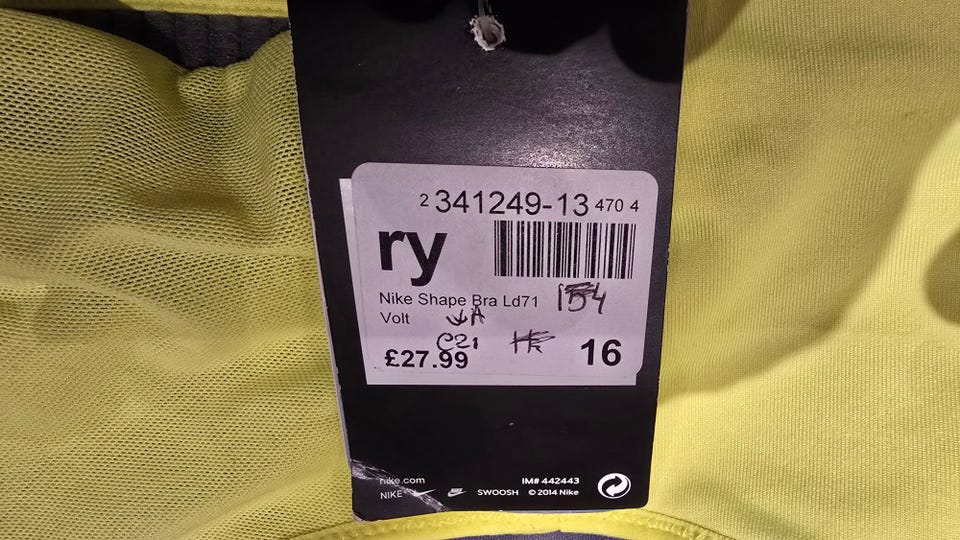 2 341249-13 470 4
ry
Nike Shape Bra Ld71
Volt
C21
£27.99
16
nike.com
IM# 442443
NIKE
SWOOSH © 2014 Nike